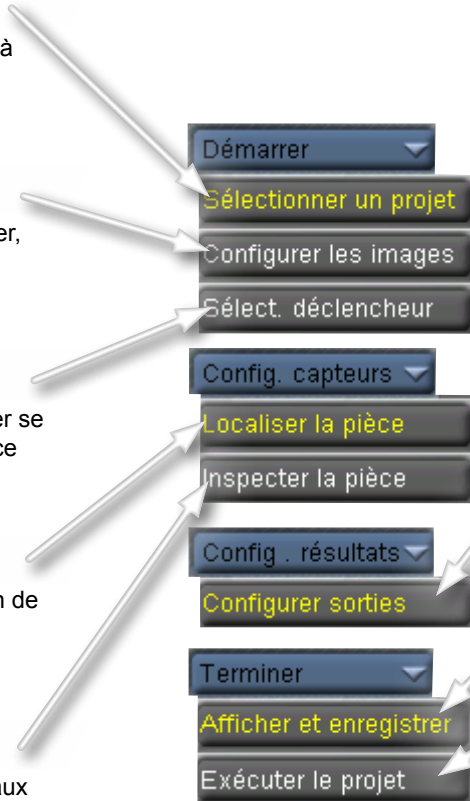 à
Démarrer
Sélectionner un projet
er,
Configurer les images
Sélect. déclencheur
Config. capteurs
er se
Localiser la pièce
ce
Inspecter la pièce
Config . résultats
n de
Configurer sorties
Terminer
Afficher et enregistrer
Exécuter le projet
aux